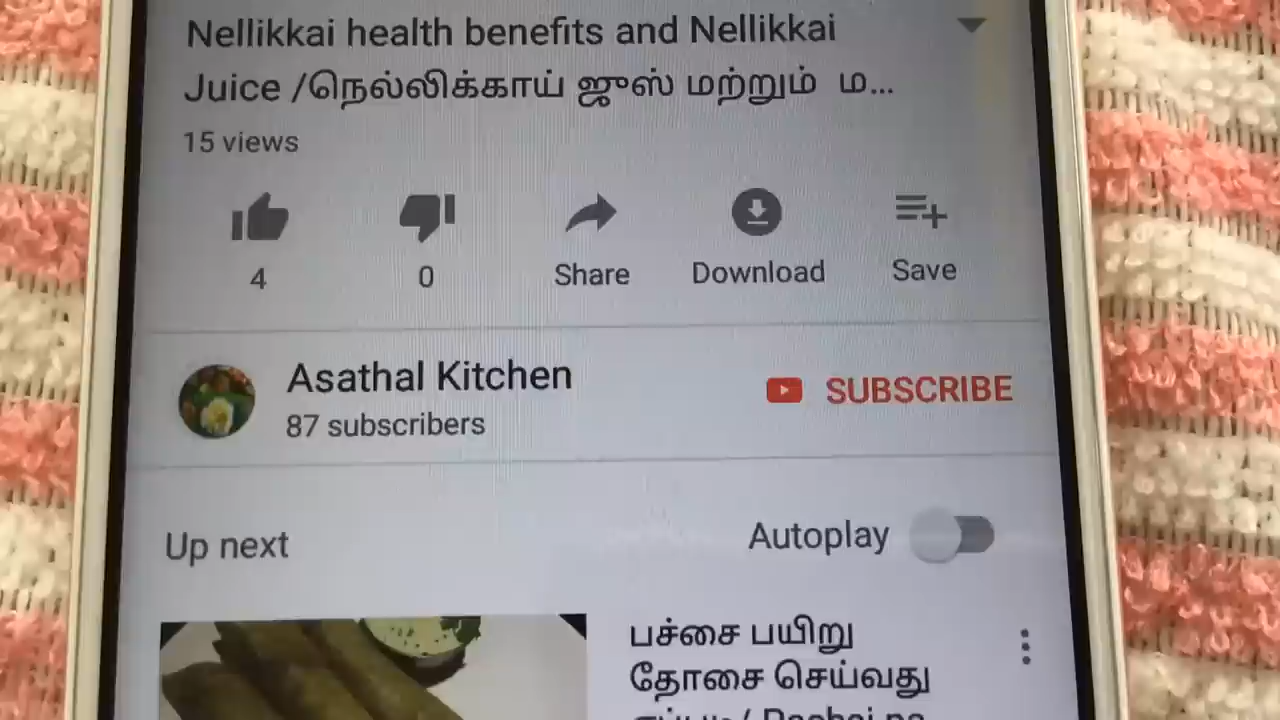 Nellikkai health benefits and Nellikkai
Juice /நெல்லிக்காய் ஜுஸ் மற்றும் ம...
15 views
4
0
Share
Download
Save
Asathal Kitchen
87 subscribers
SUBSCRIBE
Up next
Autoplay
பச்சை பயிறு
தோசை செய்வது